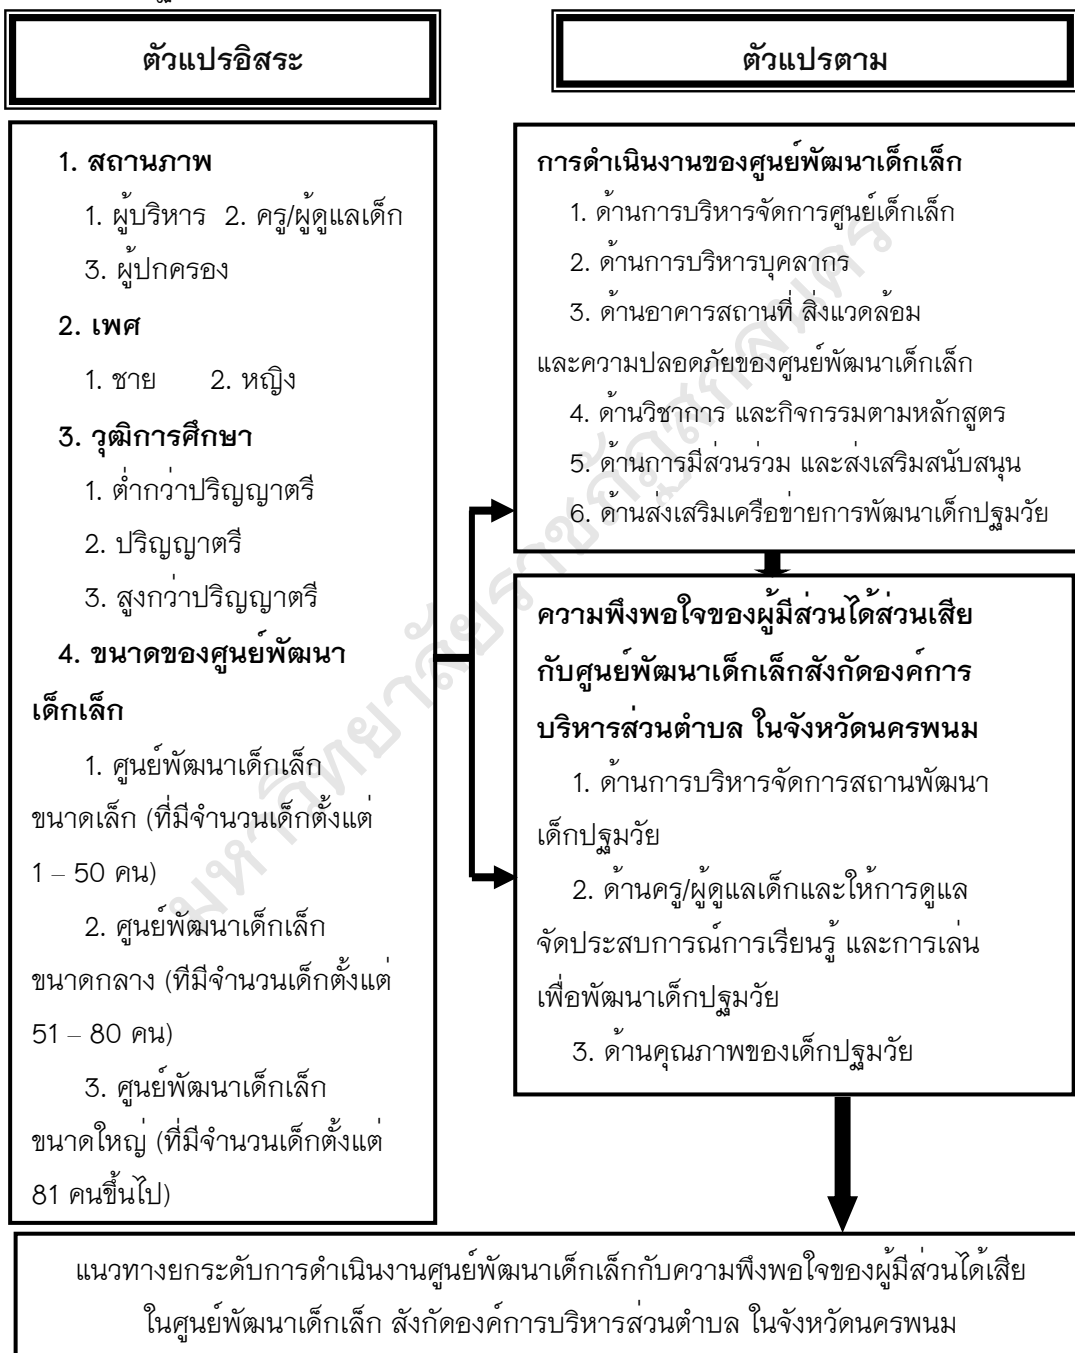 ตัวแปรอิสระ
ตัวแปรตาม
1. สถานภาพ
1. ผู้บริหาร 2. ครู/ผู้ดูแลเด็ก
3. ผู้ปกครอง
2. เพศ
1. ชาย 2. หญิง
3. วุฒิการศึกษา
1. ต่ำกว่าปริญญาตรี
2. ปริญญาตรี
3. สูงกว่าปริญญาตรี
4. ขนาดของศูนย์พัฒนา
เด็กเล็ก
1. ศูนย์พัฒนาเด็กเล็ก
ขนาดเล็ก (ที่มีจำนวนเด็กตั้งแต่
1 – 50 คน)
2. ศูนย์พัฒนาเด็กเล็ก
ขนาดกลาง (ทีมีจำนวนเด็กตั้งแต่
51 – 80 คน)
3. ศูนย์พัฒนาเด็กเล็ก
ขนาดใหญ่ (ที่มีจำนวนเด็กตั้งแต่
81 คนขึ้นไป)
การดำเนินงานของศูนย์พัฒนาเด็กเล็ก
1. ด้านการบริหารจัดการศูนย์เด็กเล็ก
2. ด้านการบริหารบุคลากร
3. ด้านอาคารสถานที่ สิ่งแวดล้อม
และความปลอดภัยของศูนย์พัฒนาเด็กเล็ก
4. ด้านวิชาการ และกิจกรรมตามหลักสูตร
5. ด้านการมีส่วนร่วม และส่งเสริมสนับสนุน
6. ด้านส่งเสริมเครือข่ายการพัฒนาเด็กปฐมวัย
ความพึงพอใจของผู้มีส่วนได้ส่วนเสีย
กับศูนย์พัฒนาเด็กเล็กสังกัดองค์การ
บริหารส่วนตำบล ในจังหวัดนครพนม
1. ด้านการบริหารจัดการสถานพัฒนา
เด็กปฐมวัย
2. ด้านครู/ผู้ดูแลเด็กและให้การดูแล
จัดประสบการณ์การเรียนรู้ และการเล่น
เพื่อพัฒนาเด็กปฐมวัย
3. ด้านคุณภาพของเด็กปฐมวัย
แนวทางยกระดับการดำเนินงานศูนย์พัฒนาเด็กเล็กกับความพึงพอใจของผู้มีส่วนได้เสีย
ในศูนย์พัฒนาเด็กเล็ก สังกัดองค์การบริหารส่วนตำบล ในจังหวัดนครพนม
มหาวิทยาลัยราชภัฏสกลนคร